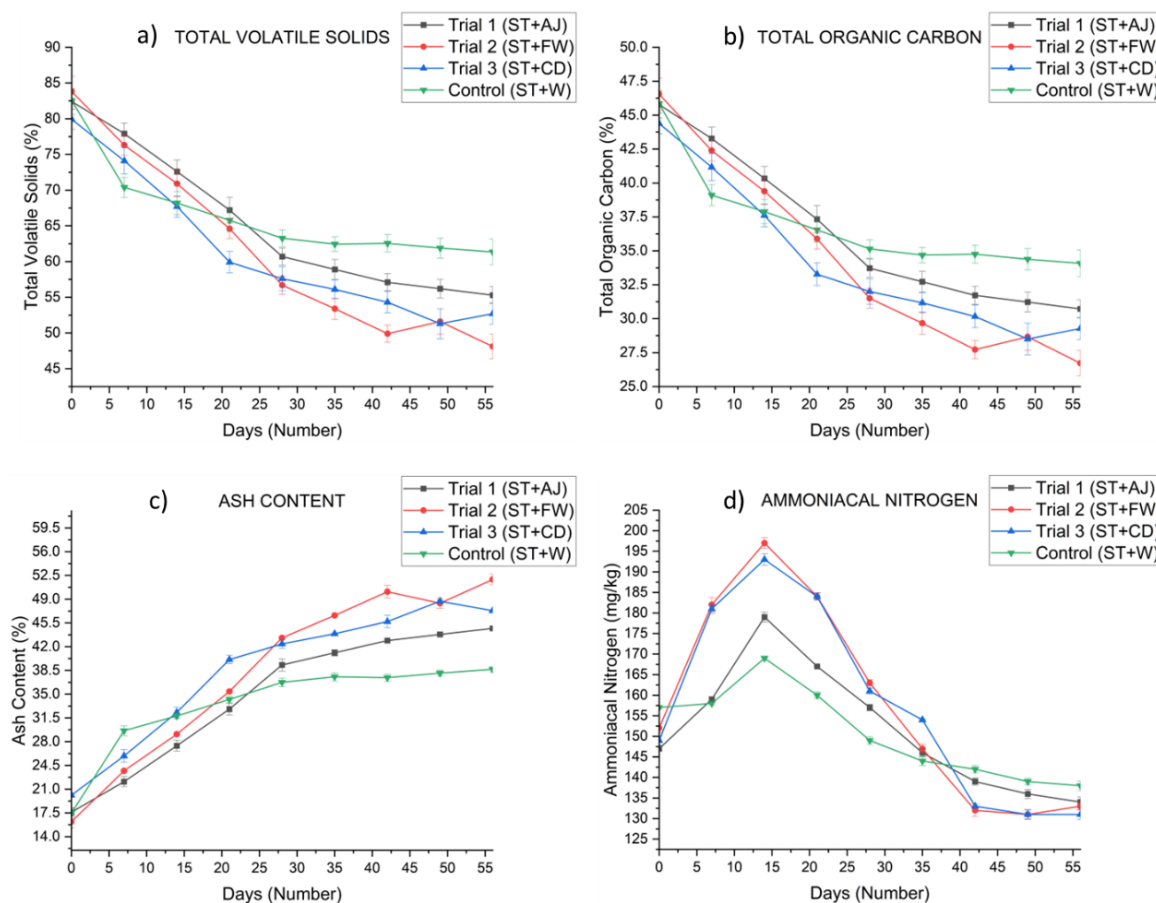 a) TOTAL VOLATILE SOLIDS
Trial 1 (ST+AJ)
Trial 2 (ST+FW)
Trial 3 (ST+CD)
Control (ST+W)
Total Volatile Solids (%)
90
85
80
75
70
65
60
55
50
45
0 5 10 15 20 25 30 35 40 45 50 55
Days (Number)
b) TOTAL ORGANIC CARBON
Trial 1 (ST+AJ)
Trial 2 (ST+FW)
Trial 3 (ST+CD)
Control (ST+W)
Total Organic Carbon (%)
50.0
47.5
45.0
42.5
40.0
37.5
35.0
32.5
30.0
27.5
25.0
0 5 10 15 20 25 30 35 40 45 50 55
Days (Number)
c) ASH CONTENT
Trial 1 (ST+AJ)
Trial 2 (ST+FW)
Trial 3 (ST+CD)
Control (ST+W)
Ash Content (%)
59.5
56.0
52.5
49.0
45.5
42.0
38.5
35.0
31.5
28.0
24.5
21.0
17.5
14.0
0 5 10 15 20 25 30 35 40 45 50 55
Days (Number)
d) AMMONIACAL NITROGEN
Trial 1 (ST+AJ)
Trial 2 (ST+FW)
Trial 3 (ST+CD)
Control (ST+W)
Ammoniacal Nitrogen (mg/kg)
205
200
195
190
185
180
175
170
165
160
155
150
145
140
135
130
125
0 5 10 15 20 25 30 35 40 45 50 55
Days (Number)